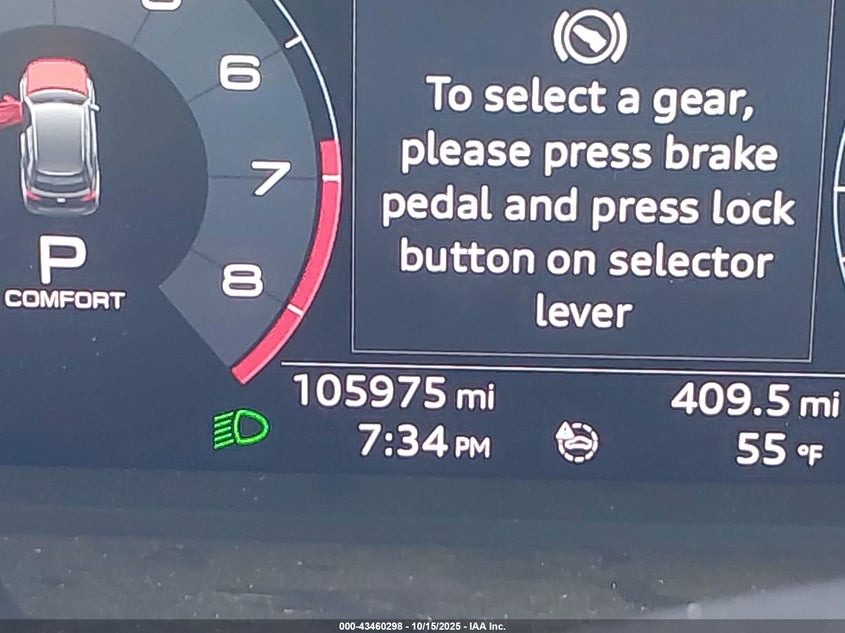 6
7
8
P
COMFORT
To select a gear,
please press brake
pedal and press lock
button on selector
lever
105975 mi
409.5 mi
7:34 PM
55 °F
000-43460298 - 10/15/2025 - IAA Inc.